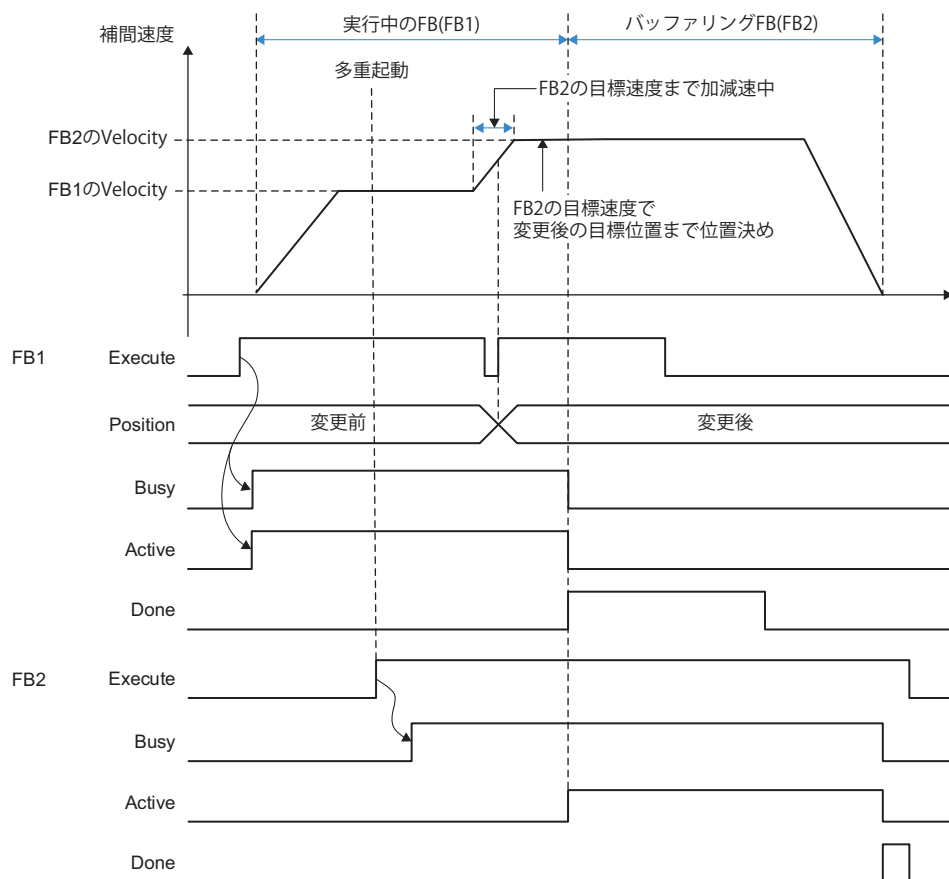 実行中のFB(FB1)
バッファリングFB(FB2)
補間速度
多重起動
FB2の目標速度まで加減速中
FB2のVelocity
FB1のVelocity
FB2の目標速度で
変更後の目標位置まで位置決め
FB1
Execute
Position
変更前
変更後
Busy
Active
Done
FB2
Execute
Busy
Active
Done